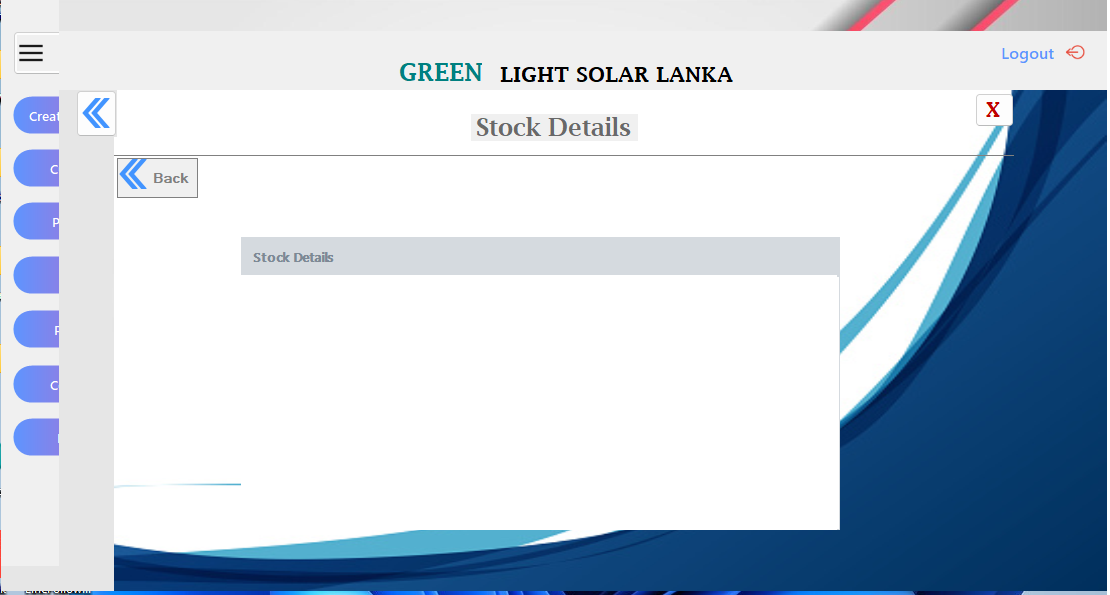 Logout
GREEN LIGHT SOLAR LANKA
Creat
X
Stock Details
C
Back
P
Stock Details
P
C